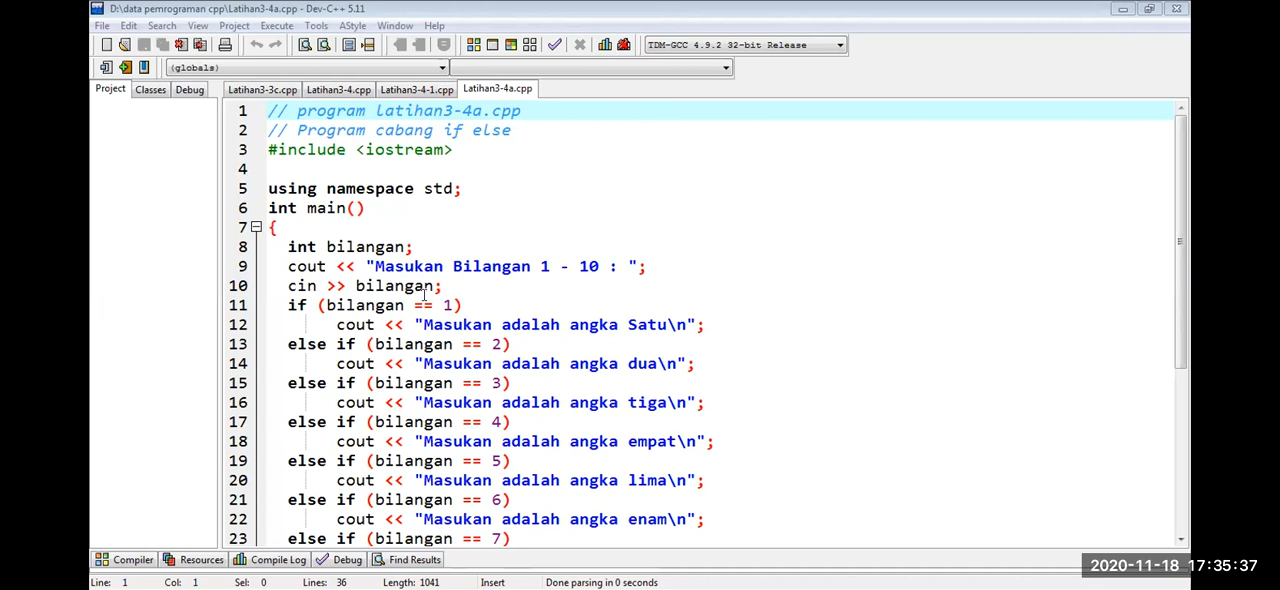 D:\data pemrograman cpp\Latihan3-4a.cpp - Dev-C++ 5.11
File Edit Search View Project Execute Tools AStyle Window Help
TDM-GCC 4.9.2 32-bit Release
(globals)
Project Classes Debug Latihan3-3c.cpp Latihan3-4.cpp Latihan3-4-1.cpp Latihan3-4a.cpp
1 // program latihan3-4a.cpp
2 // Program cabang if else
3 #include <iostream>
4
5 using namespace std;
6 int main()
7 {
8 int bilangan;
9 cout << "Masukan Bilangan 1 - 10 : ";
10 cin >> bilangan;
11 if (bilangan == 1)
12 cout << "Masukan adalah angka Satu\n";
13 else if (bilangan == 2)
14 cout << "Masukan adalah angka dua\n";
15 else if (bilangan == 3)
16 cout << "Masukan adalah angka tiga\n";
17 else if (bilangan == 4)
18 cout << "Masukan adalah angka empat\n";
19 else if (bilangan == 5)
20 cout << "Masukan adalah angka lima\n";
21 else if (bilangan == 6)
22 cout << "Masukan adalah angka enam\n";
23 else if (bilangan == 7)
Compiler Resources Compile Log Debug Find Results
Line: 1 Col: 1 Sel: 0 Lines: 36 Length: 1041 Insert Done parsing in 0 seconds
2020-11-18 17:35:37